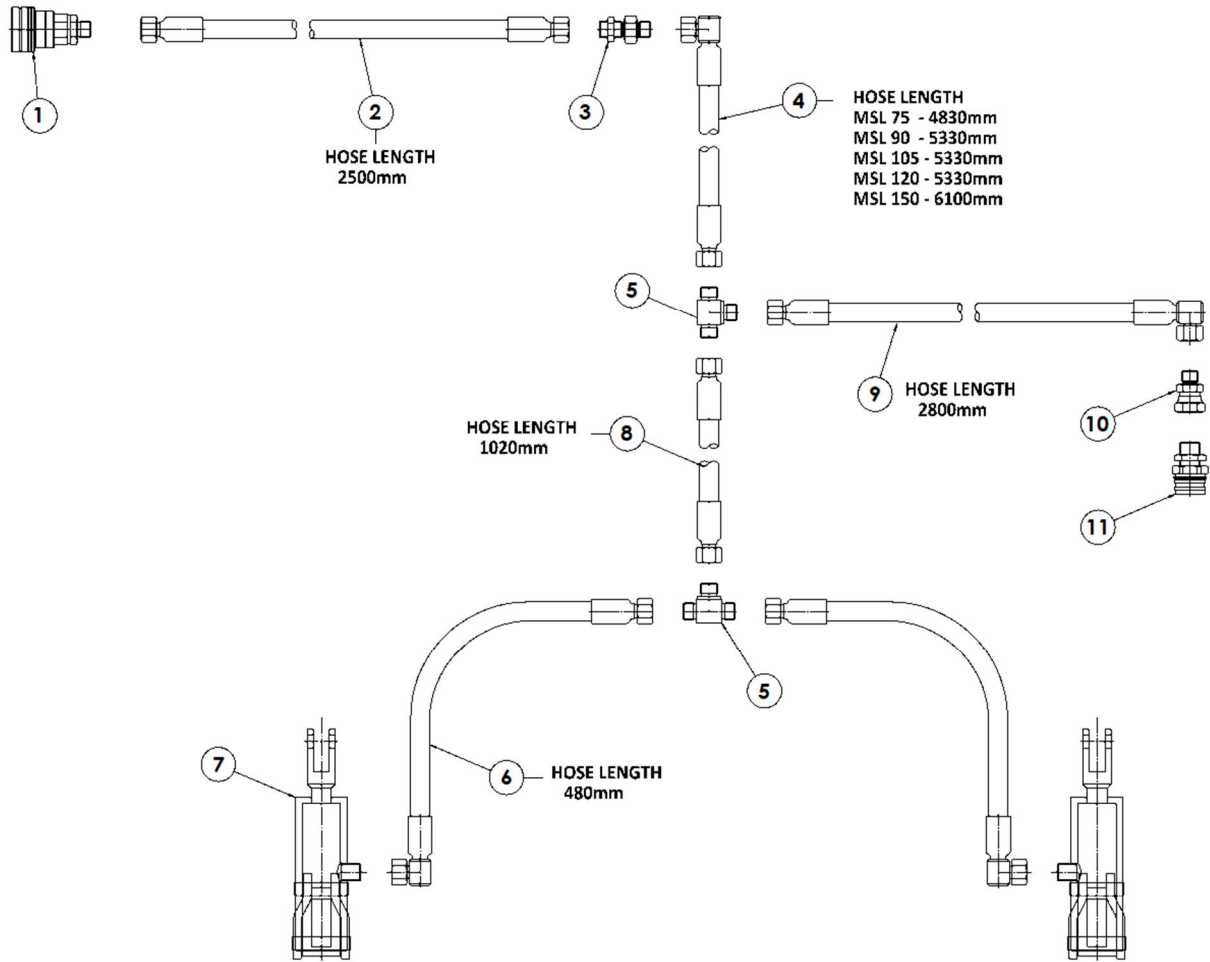 1
2
HOSE LENGTH
2500mm
3
4
HOSE LENGTH
MSL 75 - 4830mm
MSL 90 - 5330mm
MSL 105 - 5330mm
MSL 120 - 5330mm
MSL 150 - 6100mm
5
9
HOSE LENGTH
2800mm
10
11
HOSE LENGTH
1020mm
8
5
7
6
HOSE LENGTH
480mm